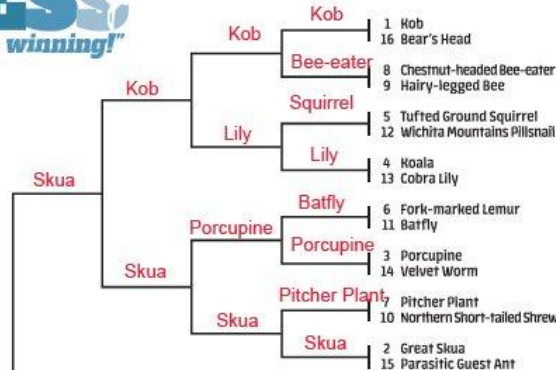 winning!"
Kob
1 Kob
16 Bear's Head
Kob
Bee-eater
8 Chestnut-headed Bee-eater
9 Hairy-legged Bee
Kob
Squirrel
5 Tufted Ground Squirrel
12 Wichita Mountains Pillsnail
Lily
Lily
4 Koala
13 Cobra Lily
Skua
Batfly
6 Fork-marked Lemur
11 Batfly
Porcupine
Porcupine
3 Porcupine
14 Velvet Worm
Skua
Pitcher Plant
7 Pitcher Plant
10 Northern Short-tailed Shrew
Skua
Skua
2 Great Skua
15 Parasitic Guest Ant